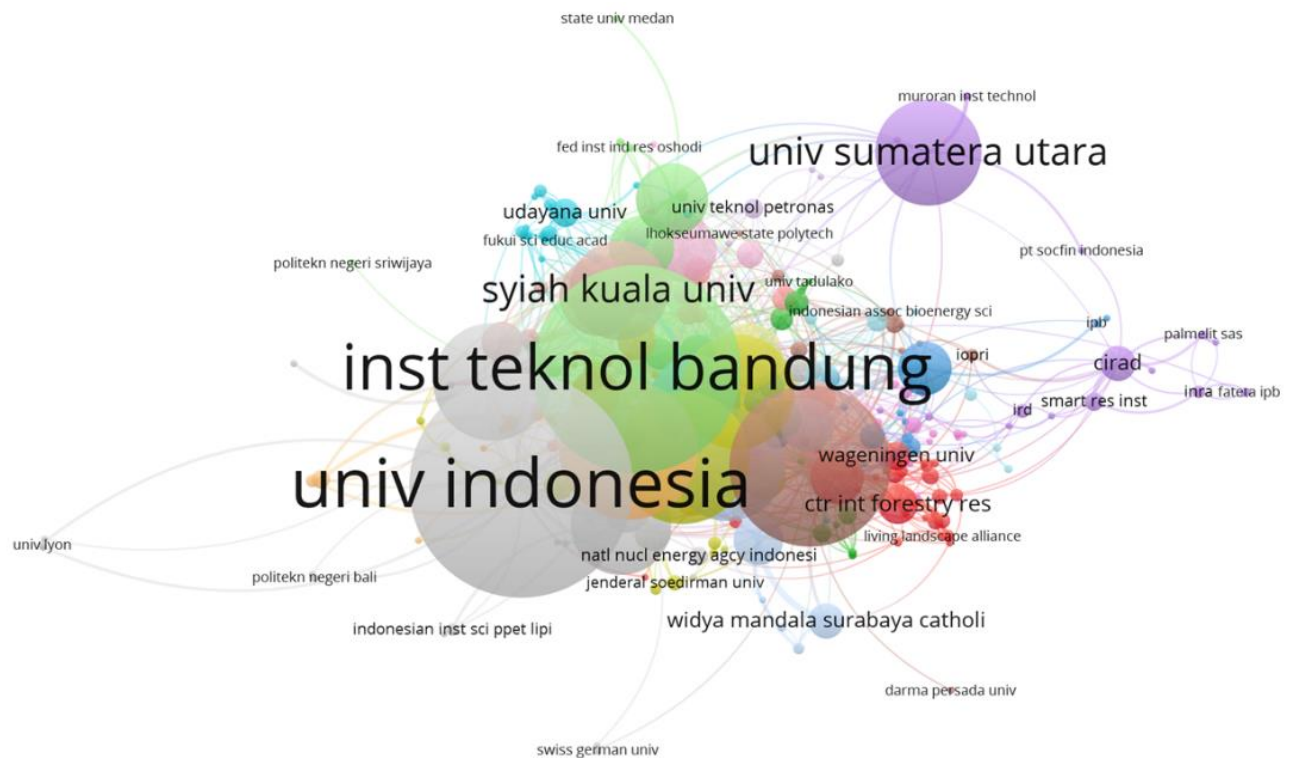 state univ medan
muroran inst technol
fed inst ind res oshodi
univ sumatera utara
udayana univ
univ teknol petronas
fukui sci educ acad
lhokseumawe state polytech
pt socfin indonesia
politekn negeri sriwijaya
syiah kuala univ
univ tadulako
indonesian assoc bioenergy sci
ipb
palmelit sas
inst teknol bandung
iopri
cirad
inra
fatera ipb
ird
smart res inst
wageningen univ
univ indonesia
ctr int forestry res
living landscape alliance
univ lyon
natl nucl energy agcy indonesi
politekn negeri bali
jenderal soedirman univ
indonesian inst sci ppet lipi
widya mandala surabaya catholi
darma persada univ
swiss german univ